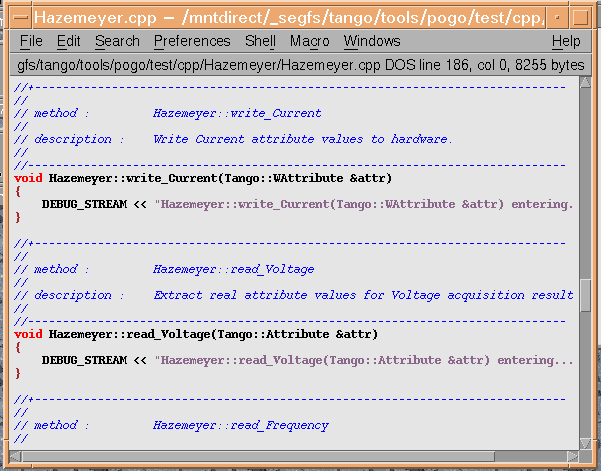 Hazemeyer.cpp – /mntdirect/_segfs/tango/tools/pogo/test/cpp/
File Edit Search Preferences Shell Macro Windows Help
gfs/tango/tools/pogo/test/cpp/Hazemeyer/Hazemeyer.cpp DOS line 186, col 0, 8255 bytes
//+----------------------------------------------------------------------------
//
// method : Hazemeyer::write_Current
//
// description : Write Current attribute values to hardware.
//
//-----------------------------------------------------------------------------
void Hazemeyer::write_Current(Tango::WAttribute &attr)
{
DEBUG_STREAM << "Hazemeyer::write_Current(Tango::WAttribute &attr) entering.
}
//+----------------------------------------------------------------------------
//
// method : Hazemeyer::read_Voltage
//
// description : Extract real attribute values for Voltage acquisition result
//
//-----------------------------------------------------------------------------
void Hazemeyer::read_Voltage(Tango::Attribute &attr)
{
DEBUG_STREAM << "Hazemeyer::read_Voltage(Tango::Attribute &attr) entering...
}
//+----------------------------------------------------------------------------
//
// method : Hazemeyer::read_Frequency
//